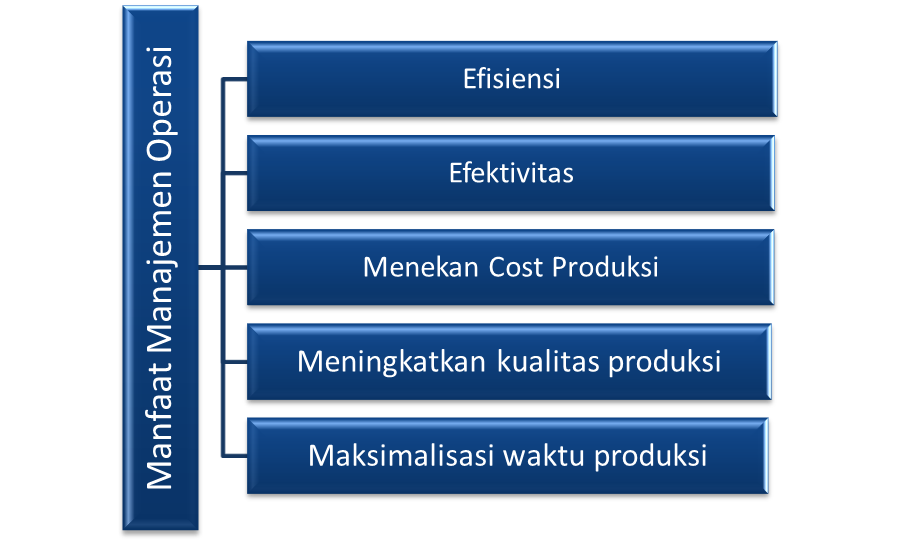 Manfaat Manajemen Operasi
Efisiensi
Efektivitas
Menekan Cost Produksi
Meningkatkan kualitas produksi
Maksimalisasi waktu produksi